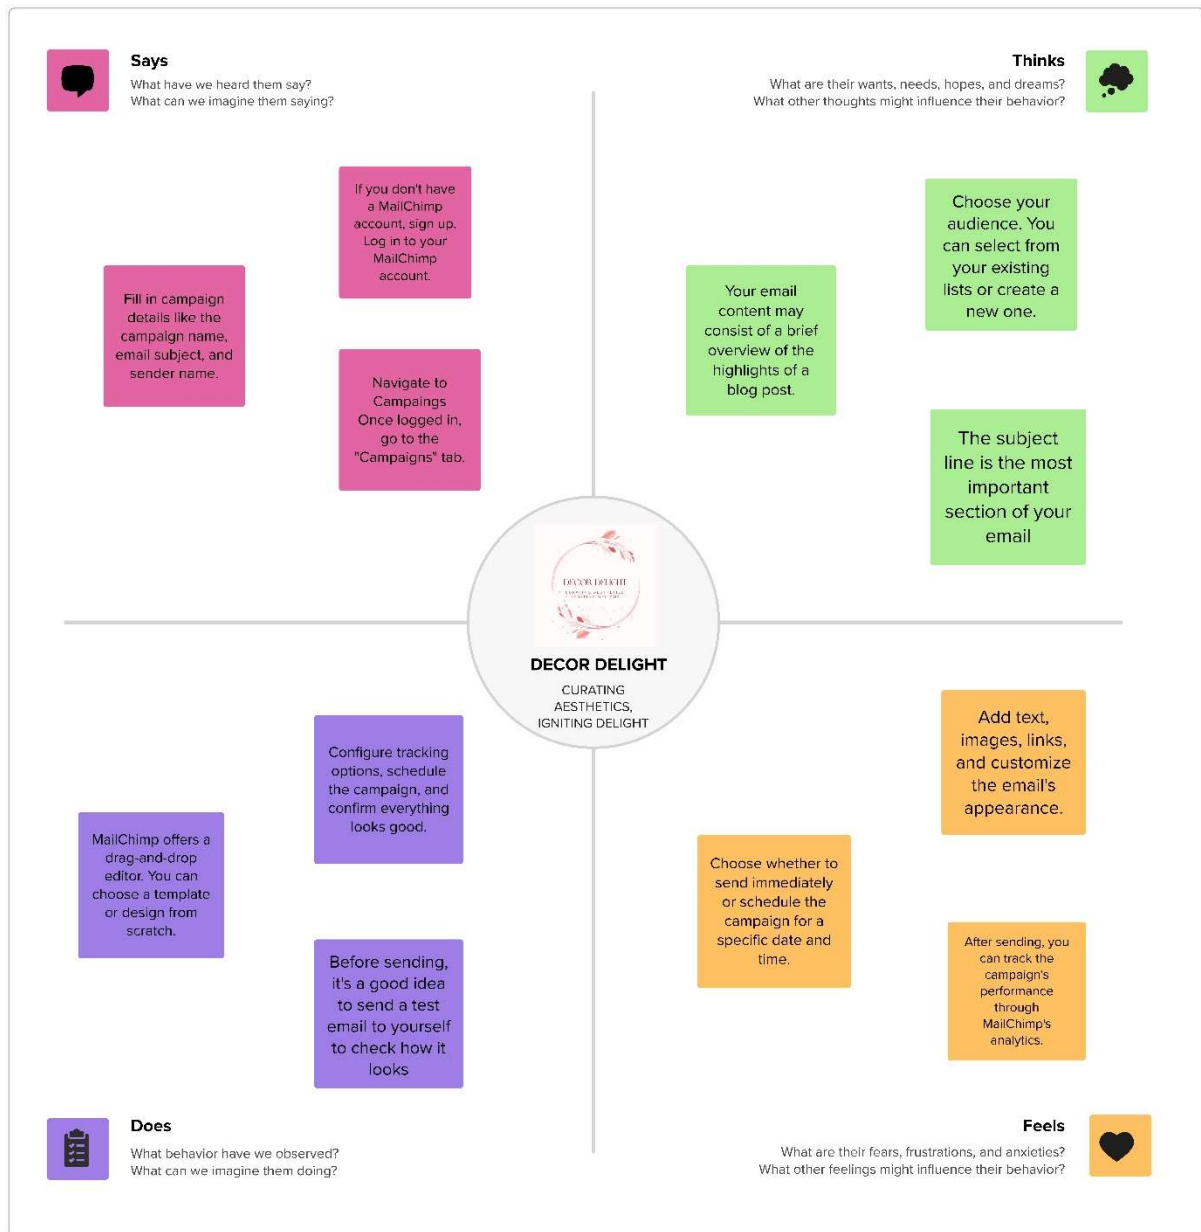 Says
What have we heard them say?
What can we imagine them saying?
Thinks
What are their wants, needs, hopes, and dreams?
What other thoughts might influence their behavior?
If you don't have
a MailChimp
account, sign up.
Log in to your
MailChimp
account.
Fill in campaign
details like the
campaign name,
email subject, and
sender name.
Navigate to
Campaings
Once logged in,
go to the
"Campaigns" tab.
Choose your
audience. You
can select from
your existing
lists or create a
new one.
Your email
content may
consist of a brief
overview of the
highlights of a
blog post.
The subject
line is the most
important
section of your
email
DECOR DELIGHT
CURATING AESTHETICS,
IGNITING DELIGHT
DECOR DELIGHT
CURATING
AESTHETICS,
IGNITING DELIGHT
Configure tracking
options, schedule
the campaign, and
confirm everything
looks good.
MailChimp offers a
drag-and-drop
editor. You can
choose a template
or design from
scratch.
Before sending,
it's a good idea
to send a test
email to yourself
to check how it
looks
Add text,
images, links,
and customize
the email's
appearance.
Choose whether to
send immediately
or schedule the
campaign for a
specific date and
time.
After sending, you
can track the
campaign's
performance
through
MailChimp's
analytics.
Does
What behavior have we observed?
What can we imagine them doing?
Feels
What are their fears, frustrations, and anxieties?
What other feelings might influence their behavior?